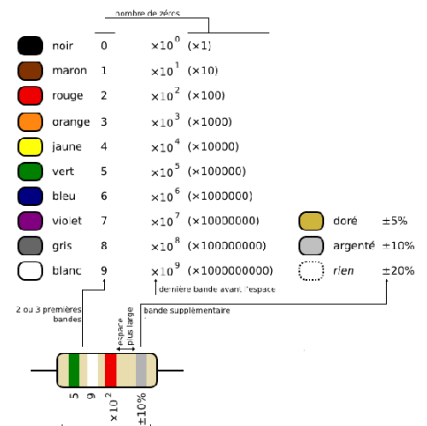 nombre de zéros
noir 0 ×10^0 (×1)
maron 1 ×10^1 (×10)
rouge 2 ×10^2 (×100)
orange 3 ×10^3 (×1000)
jaune 4 ×10^4 (×10000)
vert 5 ×10^5 (×100000)
bleu 6 ×10^6 (×1000000)
violet 7 ×10^7 (×10000000) doré ±5%
gris 8 ×10^8 (×100000000) argenté ±10%
blanc 9 ×10^9 (×1000000000) rien ±20%
dernière bande avant l'espace
2 ou 3 premières
bandes
espace
plus large
bande supplémentaire
5
9
×10^2
±10%